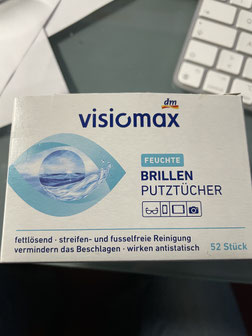 dm
visiomax
FEUCHTE
BRILLEN
PUTZTÜCHER
fettlösend · streifen- und fusselfreie Reinigung
vermindern das Beschlagen · wirken antistatisch
52 Stück